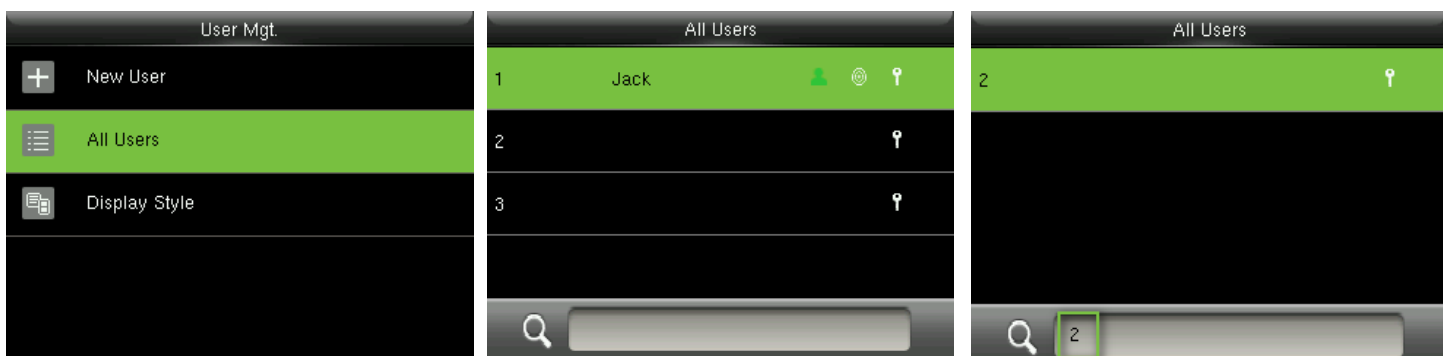 User Mgt.
New User
All Users
Display Style
All Users
1 Jack
2
3
All Users
2
2